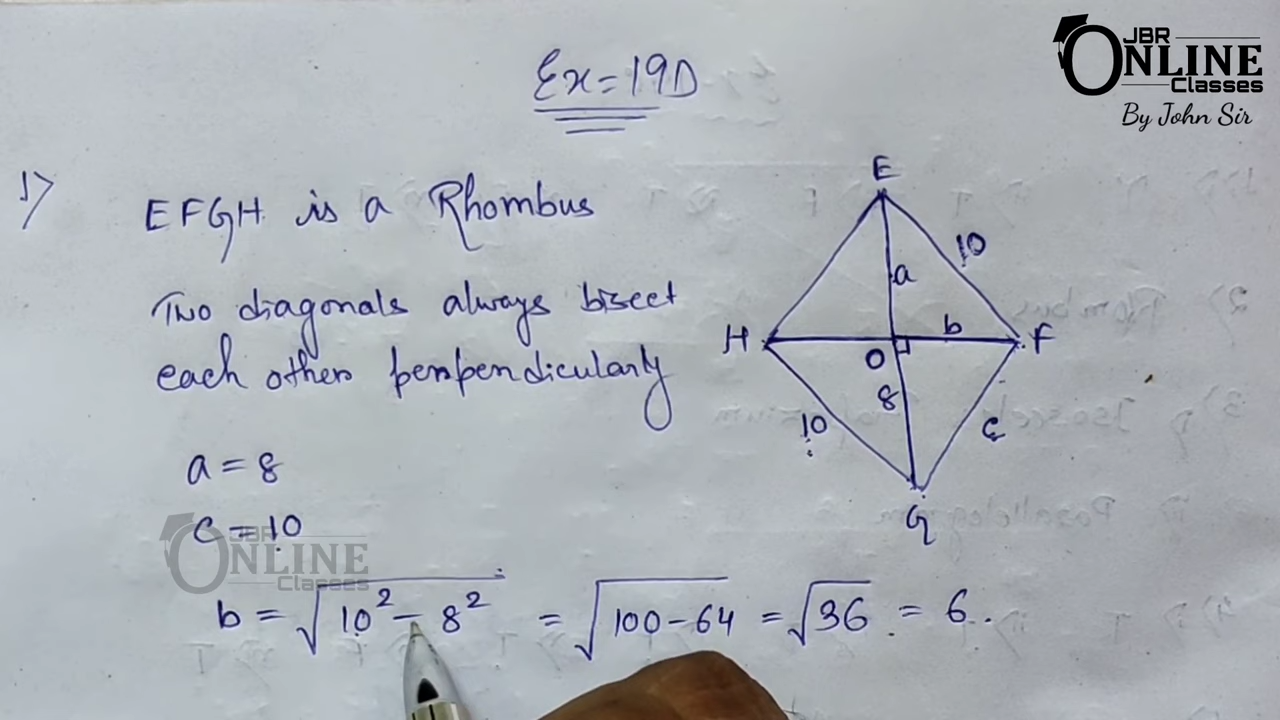 JBR
ONLINE
Classes
By John Sir
Ex=19D
1)
EFGH is a Rhombus
Two diagonals always bisect
each other perpendicularly
a = 8
c = 10
b = √10² - 8² = √100-64 = √36 = 6.
E
10
a
H
b
F
O
8
10
c
G
JBR
ONLINE
Classes